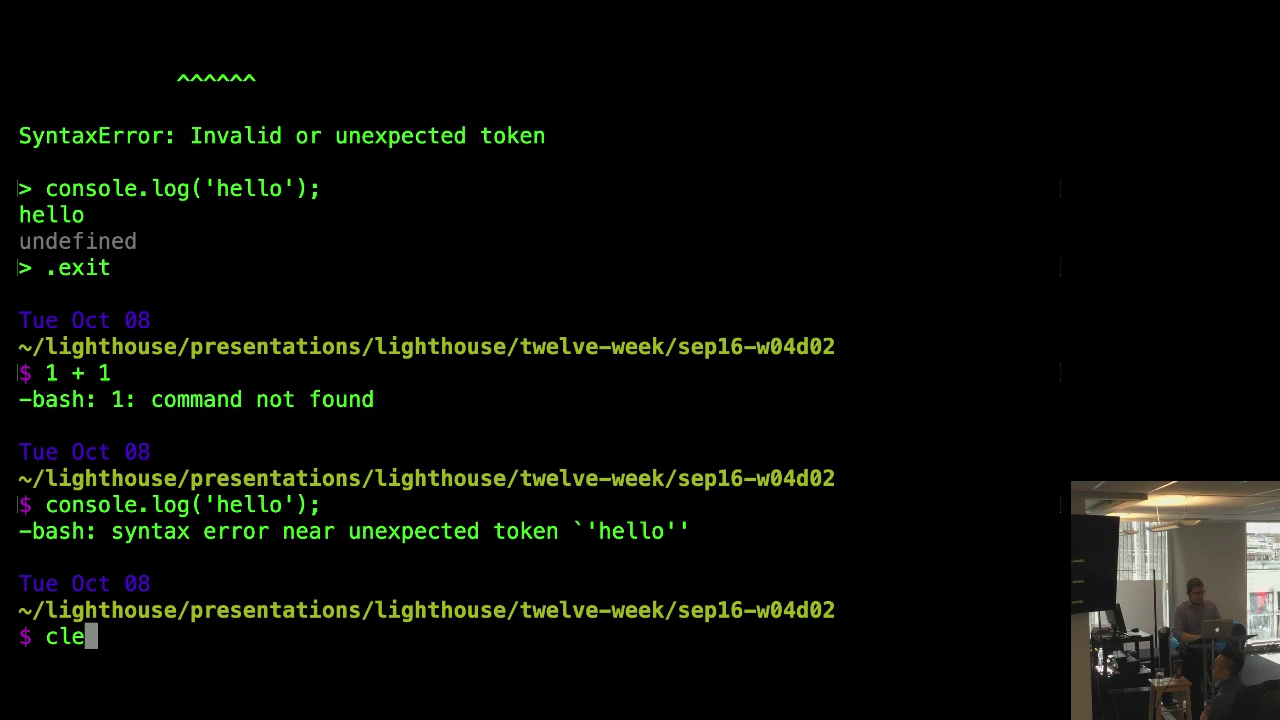 ^^^^^^
SyntaxError: Invalid or unexpected token
> console.log('hello');
hello
undefined
> .exit
Tue Oct 08
~/lighthouse/presentations/lighthouse/twelve-week/sep16-w04d02
$ 1 + 1
-bash: 1: command not found
Tue Oct 08
~/lighthouse/presentations/lighthouse/twelve-week/sep16-w04d02
$ console.log('hello');
-bash: syntax error near unexpected token `'hello''
Tue Oct 08
~/lighthouse/presentations/lighthouse/twelve-week/sep16-w04d02
$ cle